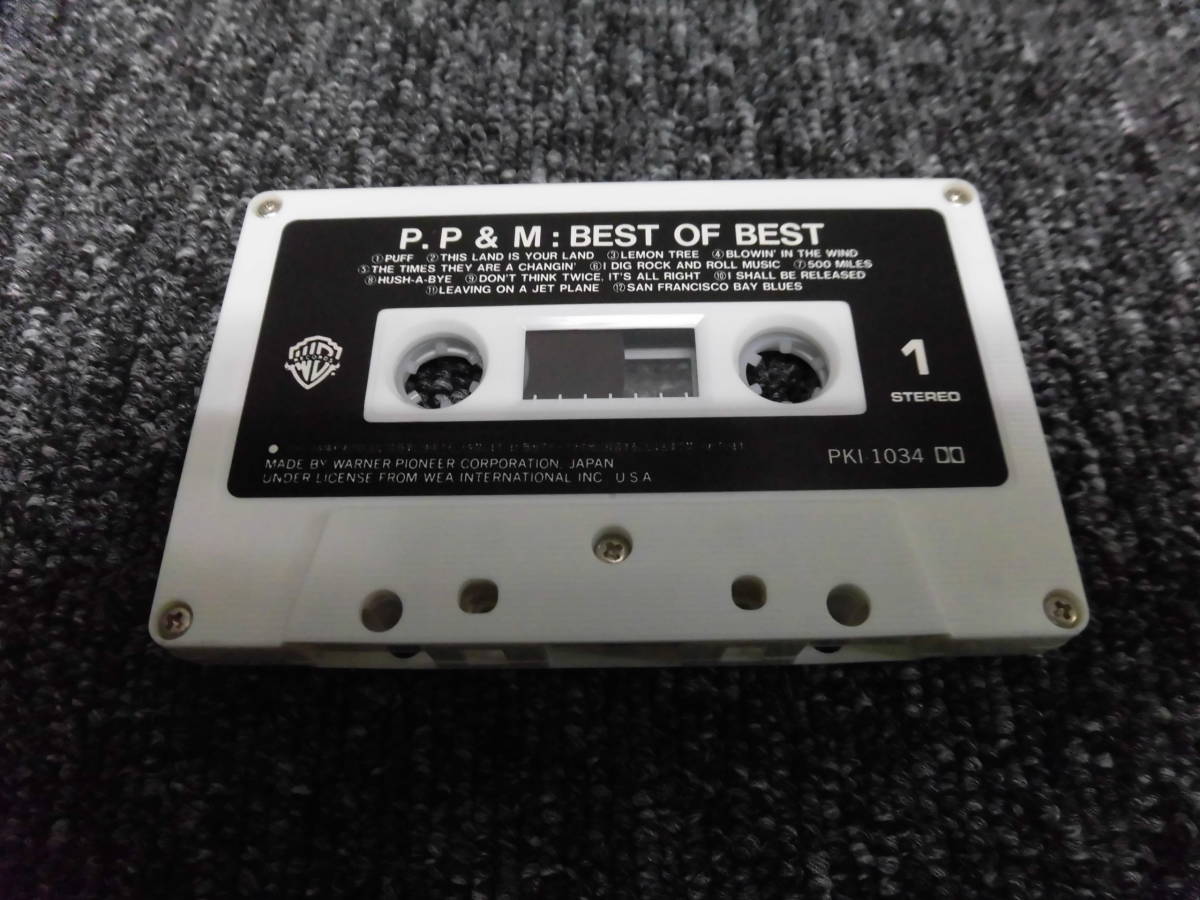 P. P & M : BEST OF BEST
①PUFF ②THIS LAND IS YOUR LAND ③LEMON TREE ④BLOWIN' IN THE WIND
⑤THE TIMES THEY ARE A CHANGIN' ⑥I DIG ROCK AND ROLL MUSIC ⑦500 MILES
⑧HUSH-A-BYE ⑨DON'T THINK TWICE, IT'S ALL RIGHT ⑩I SHALL BE RELEASED
⑪LEAVING ON A JET PLANE ⑫SAN FRANCISCO BAY BLUES
WB
RECORDS
1
STEREO
MADE BY WARNER-PIONEER CORPORATION, JAPAN
UNDER LICENSE FROM WEA INTERNATIONAL INC. U.S.A
PKI 1034